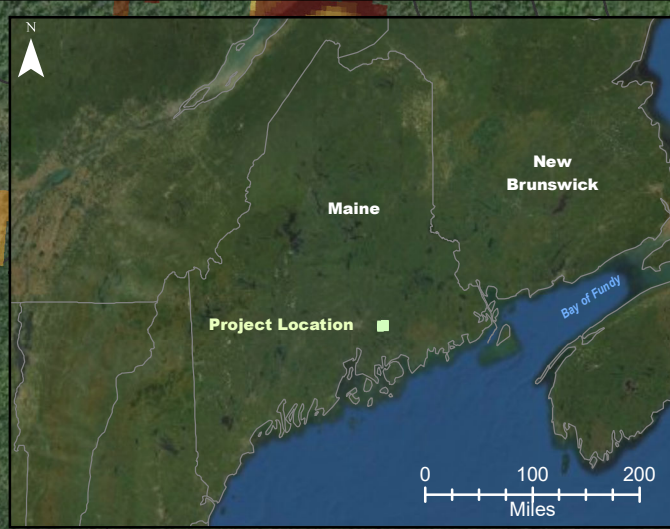 N
New
Brunswick
Maine
Bay of Fundy
Project Location
0 100 200
Miles